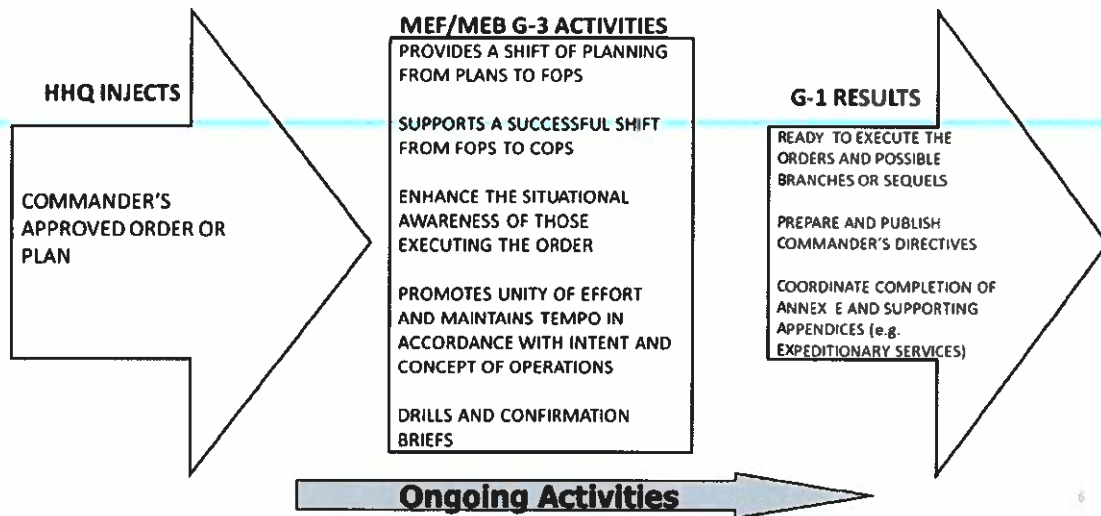 HHQ INJECTS
COMMANDER'S
APPROVED ORDER OR
PLAN
MEF/MEB G-3 ACTIVITIES
PROVIDES A SHIFT OF PLANNING
FROM PLANS TO FOPS
SUPPORTS A SUCCESSFUL SHIFT
FROM FOPS TO COPS
ENHANCE THE SITUATIONAL
AWARENESS OF THOSE
EXECUTING THE ORDER
PROMOTES UNITY OF EFFORT
AND MAINTAINS TEMPO IN
ACCORDANCE WITH INTENT AND
CONCEPT OF OPERATIONS
DRILLS AND CONFIRMATION
BRIEFS
G-1 RESULTS
READY TO EXECUTE THE
ORDERS AND POSSIBLE
BRANCHES OR SEQUELS
PREPARE AND PUBLISH
COMMANDER'S DIRECTIVES
COORDINATE COMPLETION OF
ANNEX E AND SUPPORTING
APPENDICES (e.g.
EXPEDITIONARY SERVICES)
Ongoing Activities
6